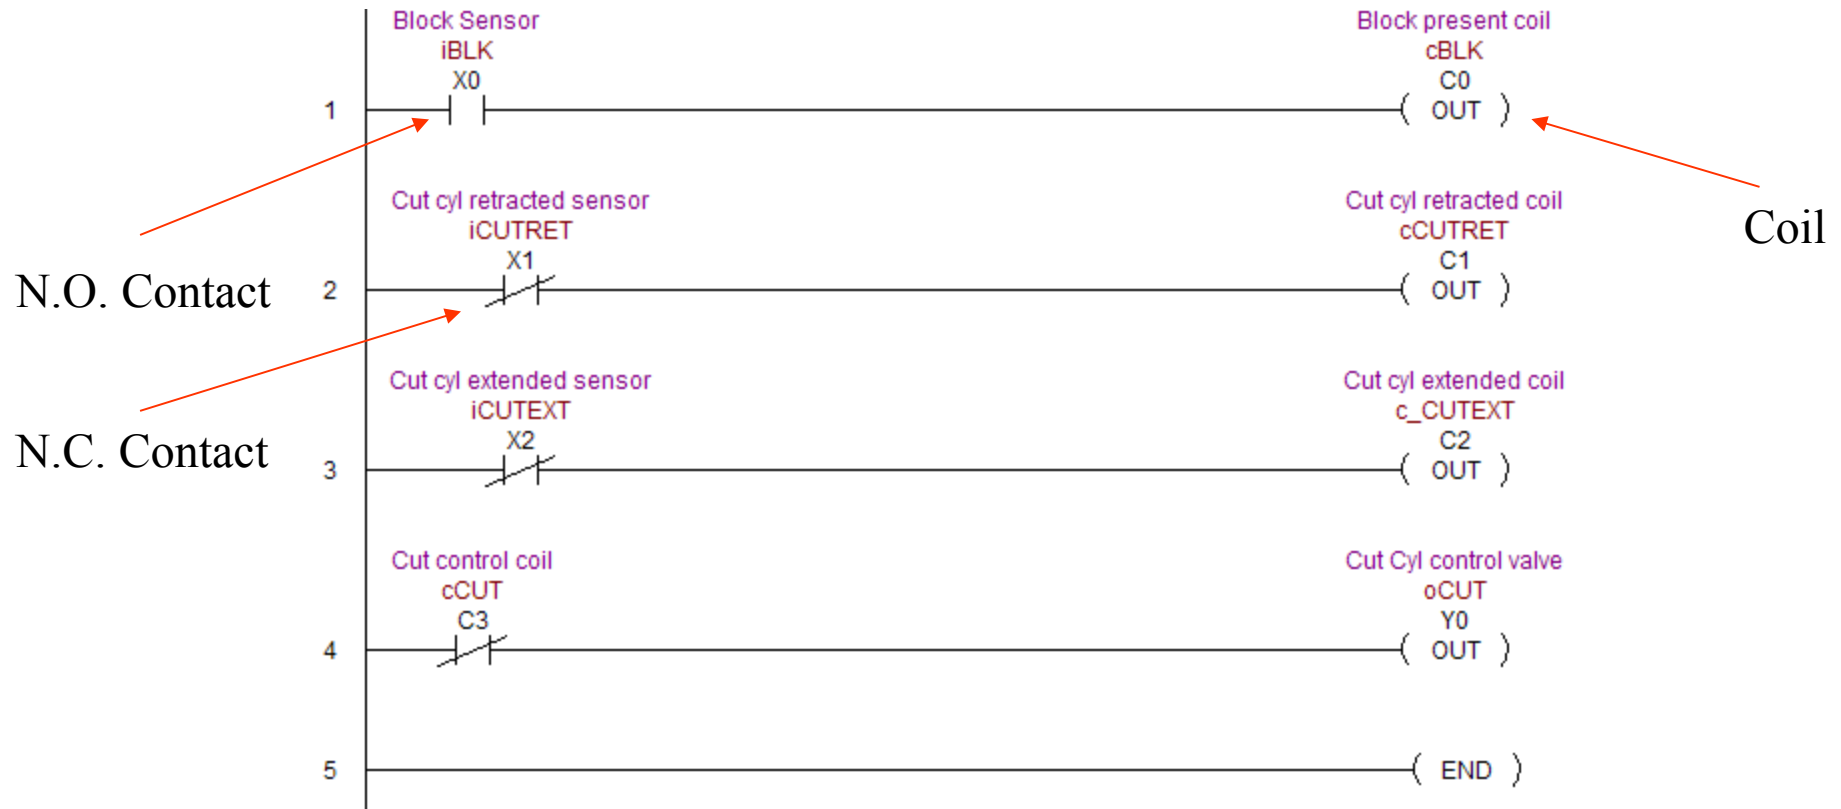 Block Sensor
iBLK
X0
Block present coil
cBLK
C0
1
OUT
Coil
N.O. Contact
Cut cyl retracted sensor
iCUTRET
X1
Cut cyl retracted coil
cCUTRET
C1
2
OUT
N.C. Contact
Cut cyl extended sensor
iCUTEXT
X2
Cut cyl extended coil
c_CUTEXT
C2
3
OUT
Cut control coil
cCUT
C3
Cut Cyl control valve
oCUT
Y0
4
OUT
5
END